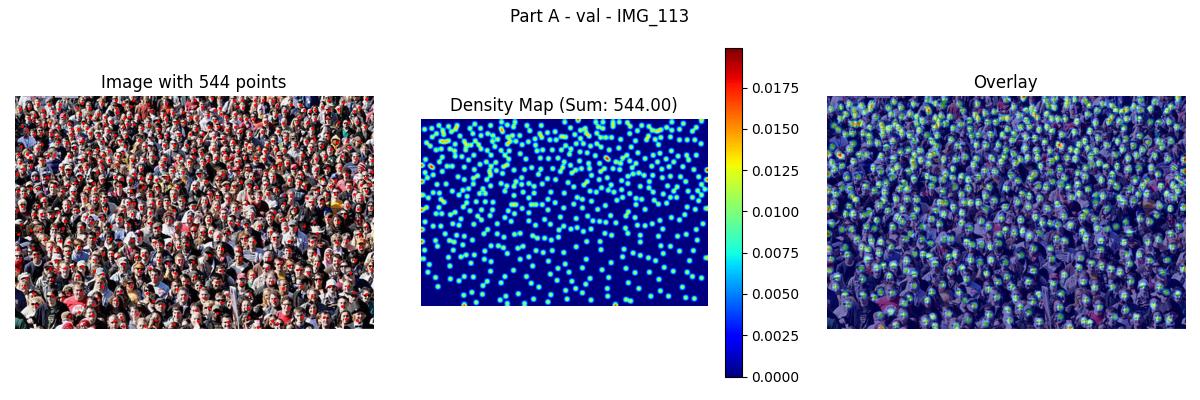 Part A - val - IMG_113
Image with 544 points
Density Map (Sum: 544.00)
0.0175
0.0150
0.0125
0.0100
0.0075
0.0050
0.0025
0.0000
Overlay